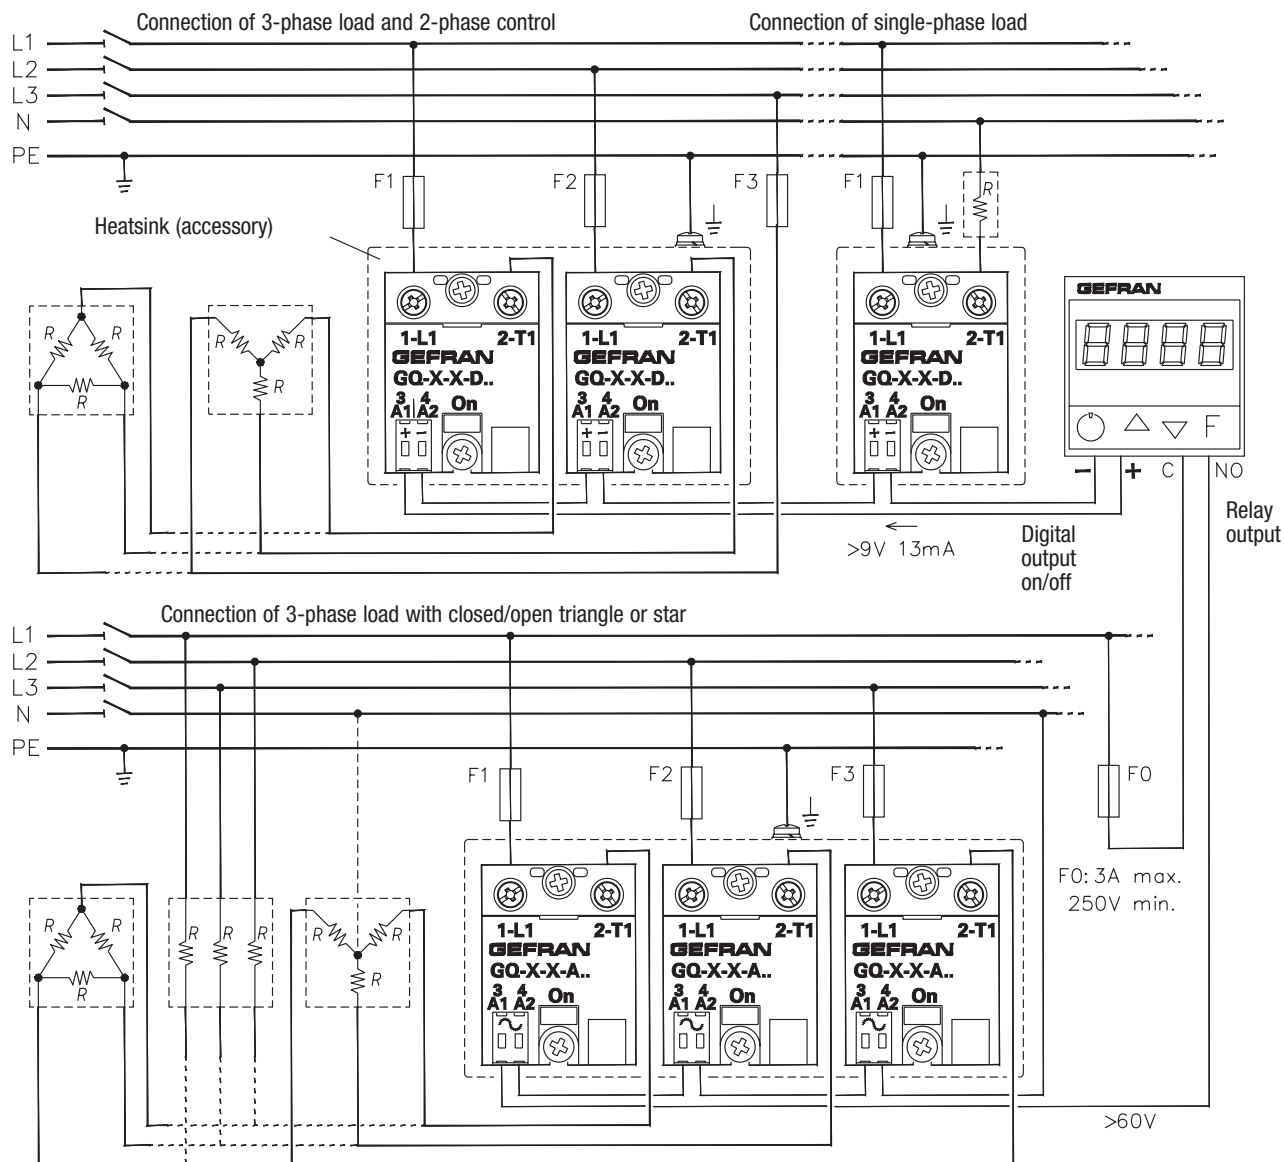 Connection of 3-phase load and 2-phase control
Connection of single-phase load
L1
L2
L3
N
PE
F1
F2
F3
F1
R
Heatsink (accessory)
R
R
R
R
R
R
1-L1 2-T1
GEFRAN
GQ-X-X-D..
3 4
A1 A2 On
+ −
1-L1 2-T1
GEFRAN
GQ-X-X-D..
3 4
A1 A2 On
+ −
1-L1 2-T1
GEFRAN
GQ-X-X-D..
3 4
A1 A2 On
+ −
GEFRAN
8888
F
− + C NO
Relay
output
Digital
output
on/off
>9V 13mA
Connection of 3-phase load with closed/open triangle or star
L1
L2
L3
N
PE
F1
F2
F3
F0
F0: 3A max.
250V min.
R
R
R
R
R
R
R
R
R
1-L1 2-T1
GEFRAN
GQ-X-X-A..
3 4
A1 A2 On
1-L1 2-T1
GEFRAN
GQ-X-X-A..
3 4
A1 A2 On
1-L1 2-T1
GEFRAN
GQ-X-X-A..
3 4
A1 A2 On
>60V